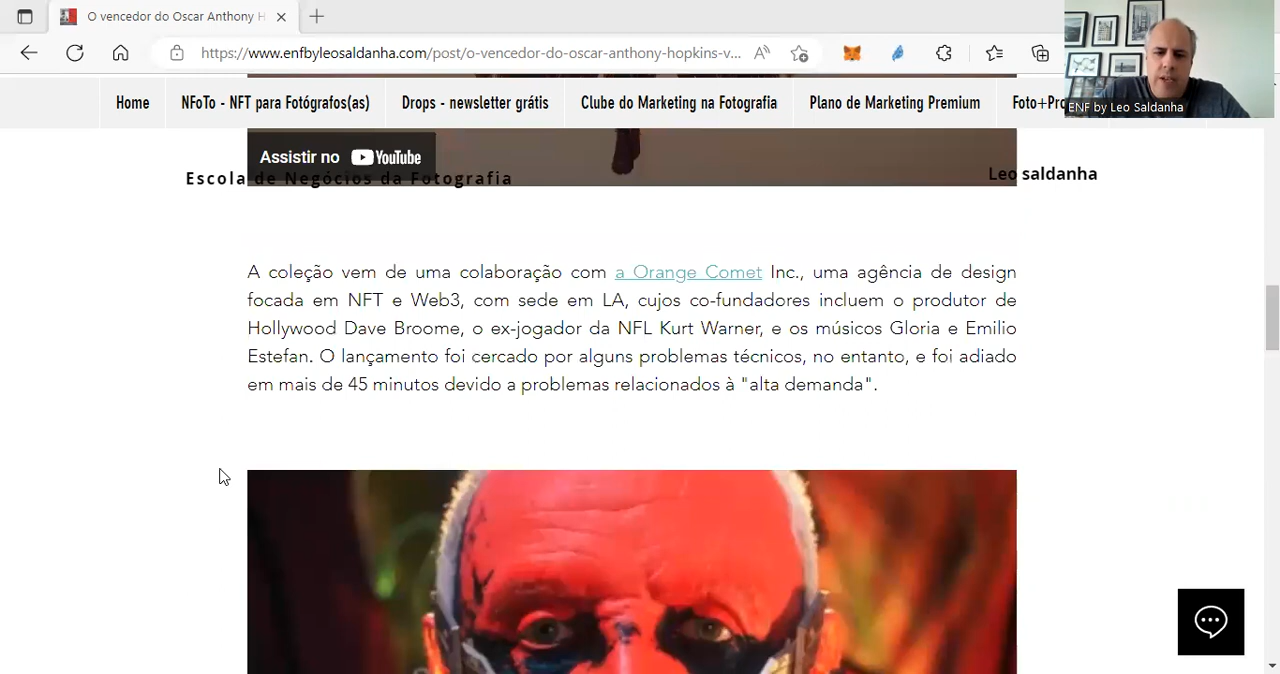 O vencedor do Oscar Anthony H
https://www.enfbyleosaldanha.com/post/o-vencedor-do-oscar-anthony-hopkins-v...
ENF by Leo Saldanha
Home NFoTo - NFT para Fotógrafos(as) Drops - newsletter grátis Clube do Marketing na Fotografia Plano de Marketing Premium Foto+Pro
Assistir no YouTube
Escola de Negócios da Fotografia Leo saldanha
A coleção vem de uma colaboração com a Orange Comet Inc., uma agência de design
focada em NFT e Web3, com sede em LA, cujos co-fundadores incluem o produtor de
Hollywood Dave Broome, o ex-jogador da NFL Kurt Warner, e os músicos Gloria e Emilio
Estefan. O lançamento foi cercado por alguns problemas técnicos, no entanto, e foi adiado
em mais de 45 minutos devido a problemas relacionados à "alta demanda".